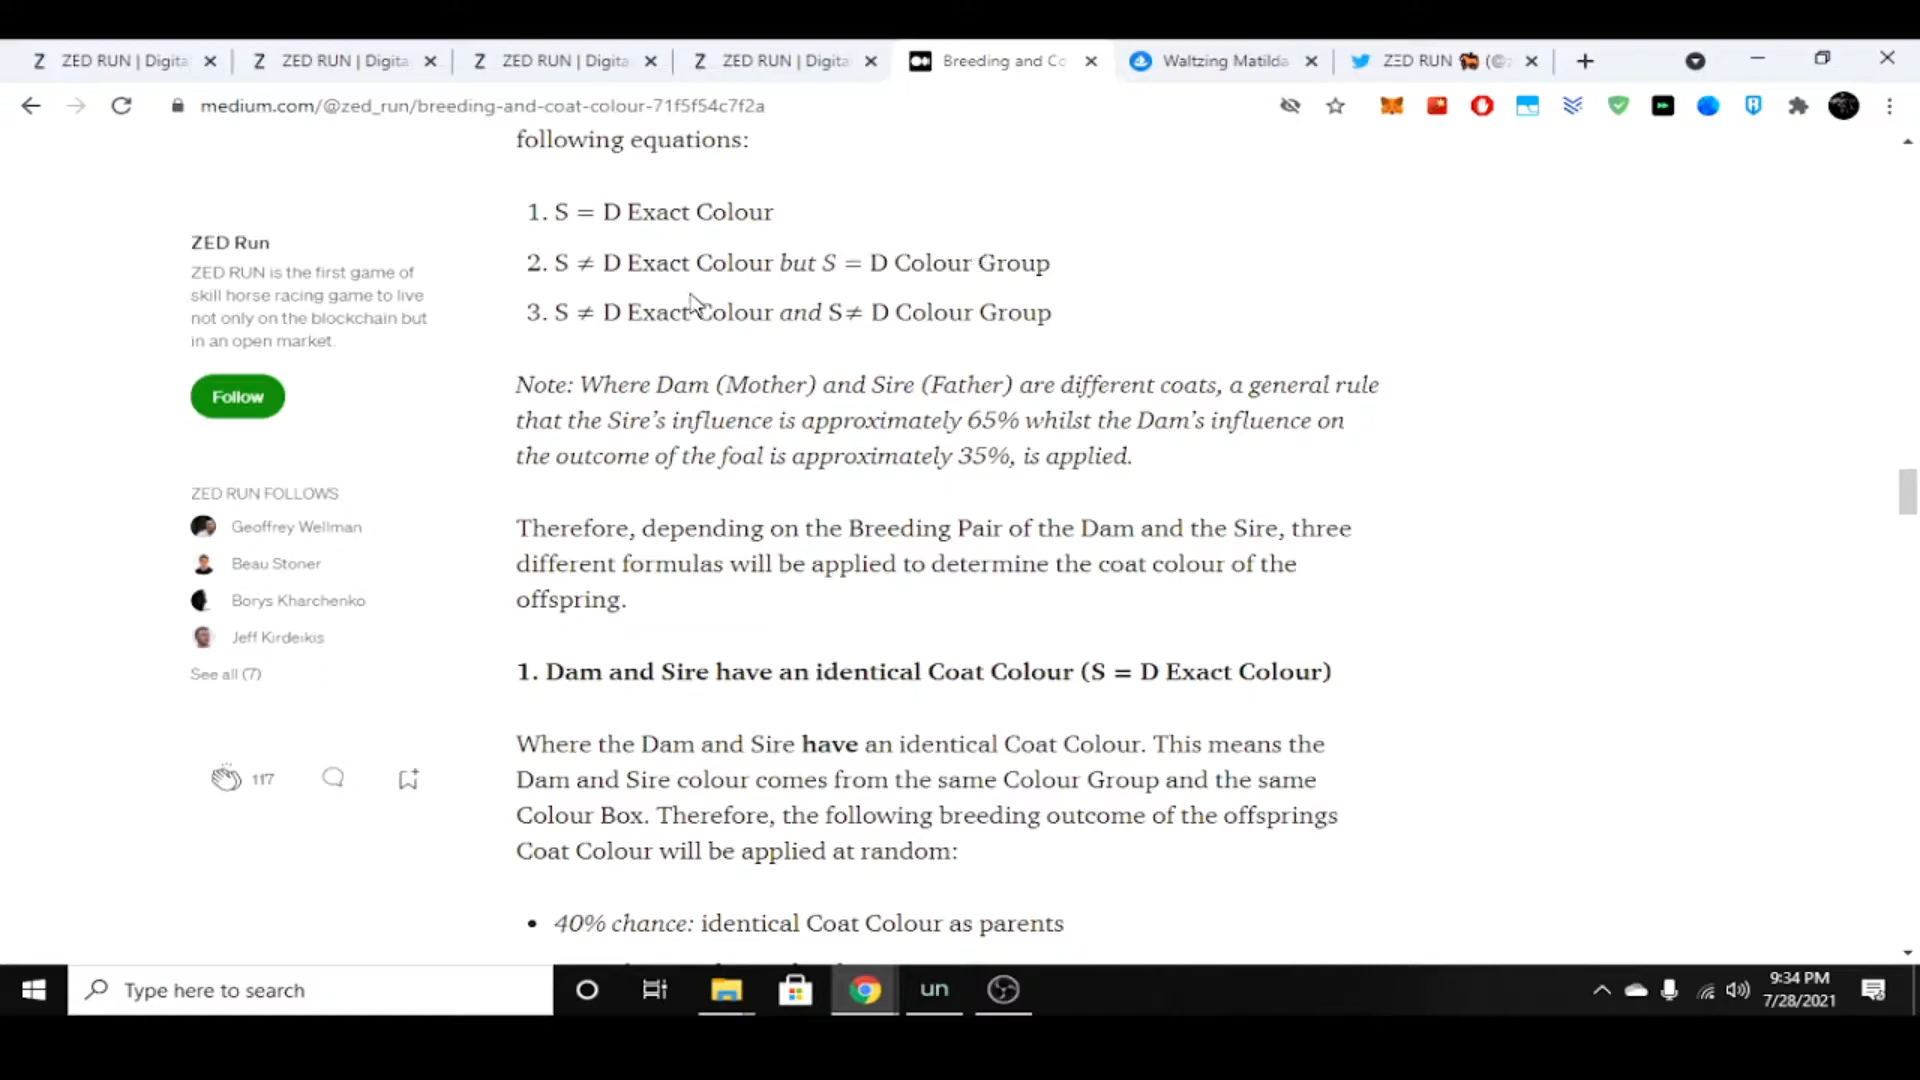 Z ZED RUN | Digita
Z ZED RUN | Digita
Z ZED RUN | Digita
Z ZED RUN | Digita
Breeding and Co
Waltzing Matilda
ZED RUN (@z
medium.com/@zed_run/breeding-and-coat-colour-71f5f54c7f2a
following equations:
1. S = D Exact Colour
2. S ≠ D Exact Colour but S = D Colour Group
3. S ≠ D Exact Colour and S≠ D Colour Group
Note: Where Dam (Mother) and Sire (Father) are different coats, a general rule
that the Sire’s influence is approximately 65% whilst the Dam’s influence on
the outcome of the foal is approximately 35%, is applied.
Therefore, depending on the Breeding Pair of the Dam and the Sire, three
different formulas will be applied to determine the coat colour of the
offspring.
1. Dam and Sire have an identical Coat Colour (S = D Exact Colour)
Where the Dam and Sire have an identical Coat Colour. This means the
Dam and Sire colour comes from the same Colour Group and the same
Colour Box. Therefore, the following breeding outcome of the offsprings
Coat Colour will be applied at random:
• 40% chance: identical Coat Colour as parents
ZED Run
ZED RUN is the first game of
skill horse racing game to live
not only on the blockchain but
in an open market.
Follow
ZED RUN FOLLOWS
Geoffrey Wellman
Beau Stoner
Borys Kharchenko
Jeff Kirdeikis
See all (7)
117
Type here to search
un
9:34 PM
7/28/2021